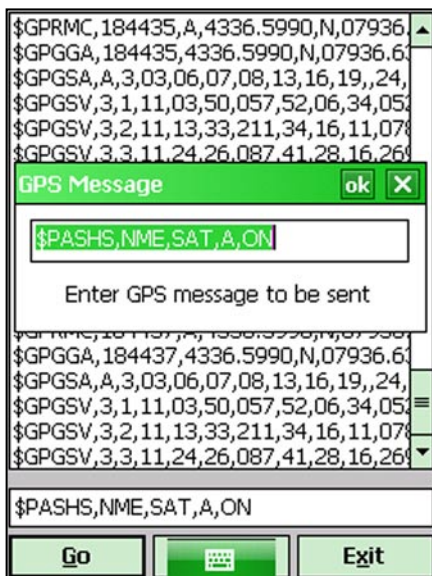 $GPRMC,184435,A,4336.5990,N,07936.
$GPGGA,184435,4336.5990,N,07936.6
$GPGSA,A,3,03,06,07,08,13,16,19,,24,
$GPGSV,3,1,11,03,50,057,52,06,34,05
$GPGSV,3,2,11,13,33,211,34,16,11,07
$GPGSV,3,3,11,24,26,087,41,28,16,26
GPS Message
ok
$PASHS,NME,SAT,A,ON
Enter GPS message to be sent
$GPRMC,184437,A,4336.5990,N,07936.
$GPGGA,184437,4336.5990,N,07936.6
$GPGSA,A,3,03,06,07,08,13,16,19,,24,
$GPGSV,3,1,11,03,50,057,52,06,34,05
$GPGSV,3,2,11,13,33,211,34,16,11,07
$GPGSV,3,3,11,24,26,087,41,28,16,26
$PASHS,NME,SAT,A,ON
Go
Exit